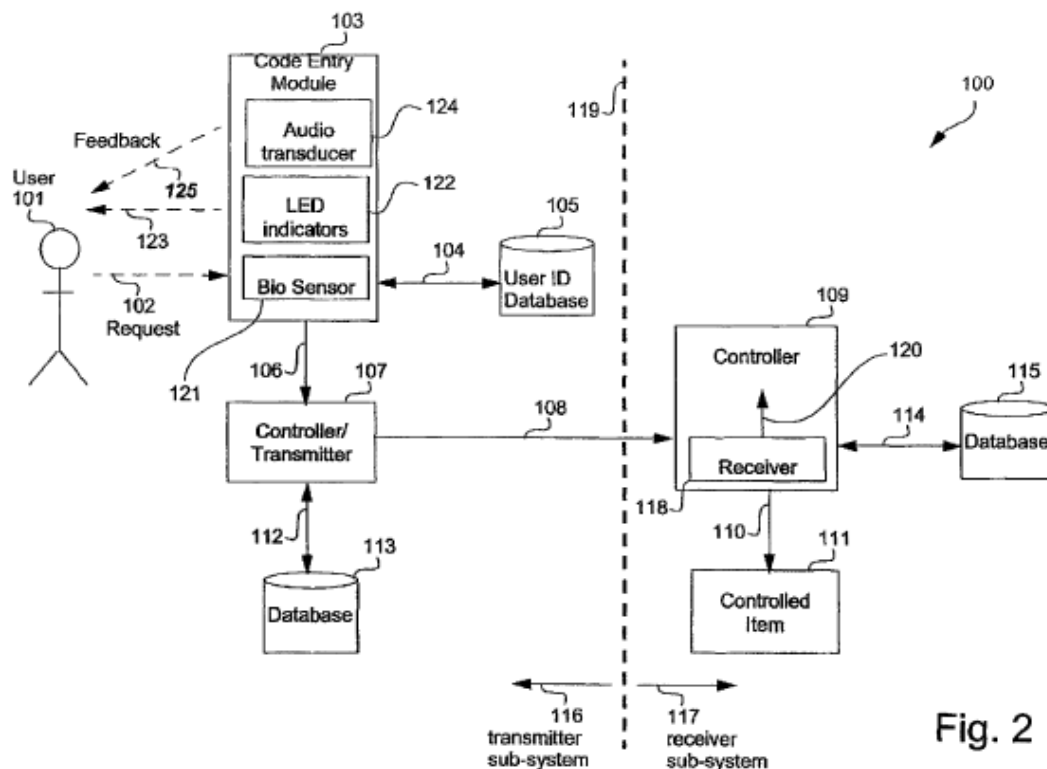 103
Code Entry
Module
124
Audio
transducer
122
LED
indicators
Bio Sensor
121
Feedback
125
123
User
101
102
Request
104
105
User ID
Database
106
107
Controller/
Transmitter
108
112
113
Database
119
100
109
Controller
120
Receiver
118
114
115
Database
110
111
Controlled
Item
116
transmitter
sub-system
117
receiver
sub-system
Fig. 2